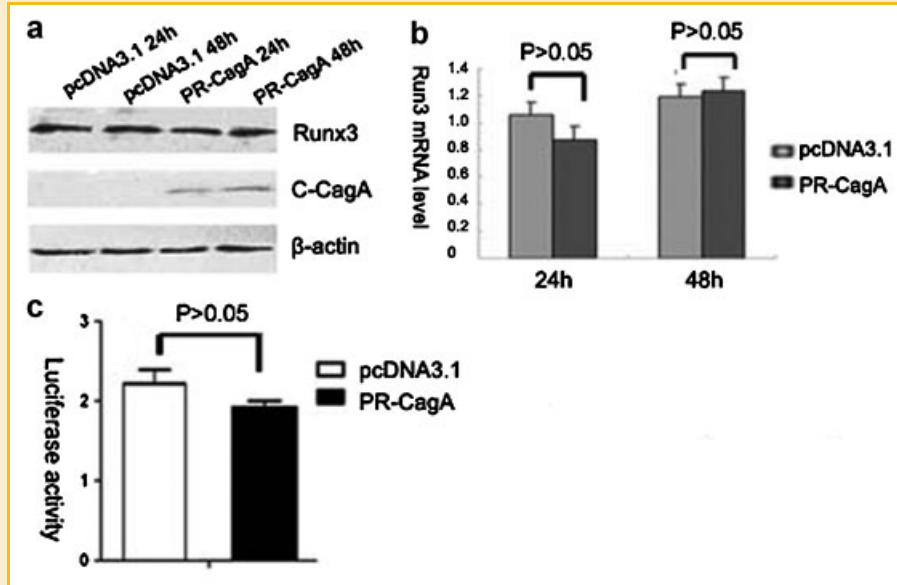 a
pcDNA3.1 24h
pcDNA3.1 48h
PR-CagA 24h
PR-CagA 48h
Runx3
C-CagA
β-actin
b
P>0.05
P>0.05
Run3 mRNA level
1.4
1.2
1.0
0.8
0.6
0.4
1.2
0
24h
48h
pcDNA3.1
PR-CagA
c
P>0.05
Luciferase activity
3
2
1
0
pcDNA3.1
PR-CagA